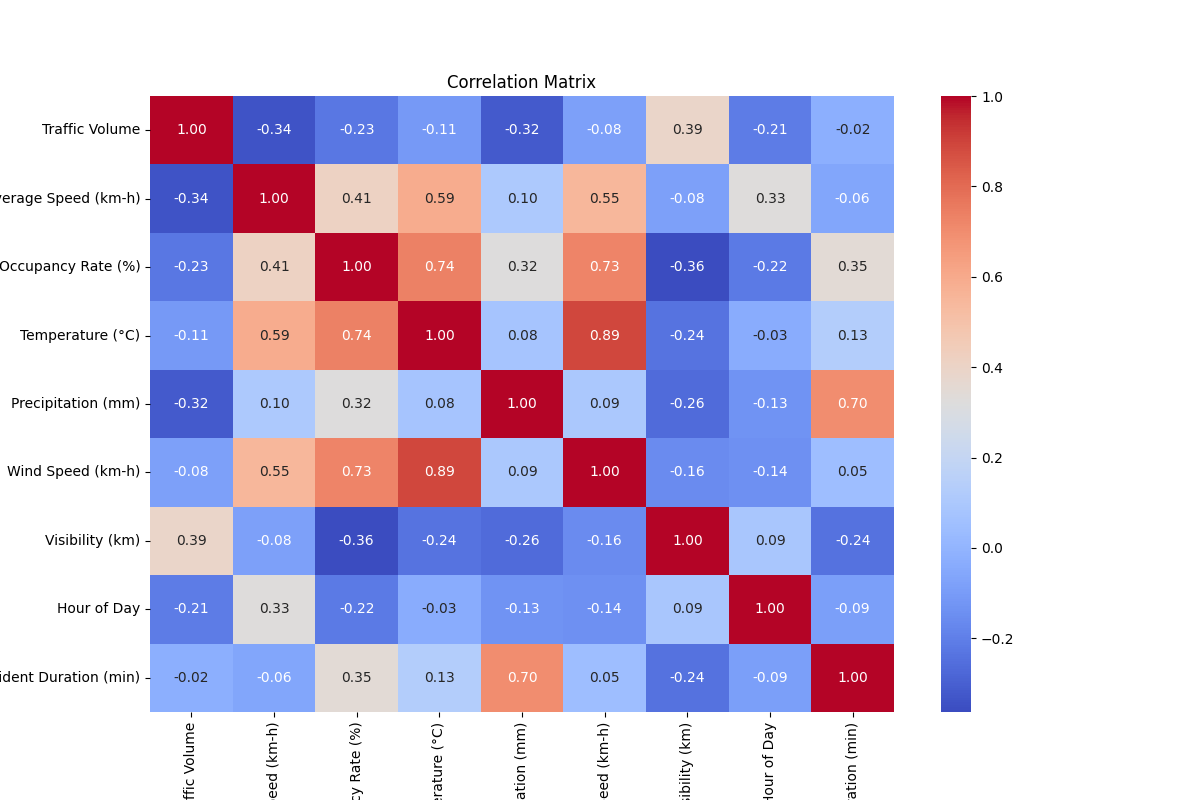 Correlation Matrix
Traffic Volume 1.00 -0.34 -0.23 -0.11 -0.32 -0.08 0.39 -0.21 -0.02
verage Speed (km-h) -0.34 1.00 0.41 0.59 0.10 0.55 -0.08 0.33 -0.06
Occupancy Rate (%) -0.23 0.41 1.00 0.74 0.32 0.73 -0.36 -0.22 0.35
Temperature (°C) -0.11 0.59 0.74 1.00 0.08 0.89 -0.24 -0.03 0.13
Precipitation (mm) -0.32 0.10 0.32 0.08 1.00 0.09 -0.26 -0.13 0.70
Wind Speed (km-h) -0.08 0.55 0.73 0.89 0.09 1.00 -0.16 -0.14 0.05
Visibility (km) 0.39 -0.08 -0.36 -0.24 -0.26 -0.16 1.00 0.09 -0.24
Hour of Day -0.21 0.33 -0.22 -0.03 -0.13 -0.14 0.09 1.00 -0.09
ident Duration (min) -0.02 -0.06 0.35 0.13 0.70 0.05 -0.24 -0.09 1.00
ffic Volume
peed (km-h)
cy Rate (%)
erature (°C)
ation (mm)
eed (km-h)
sibility (km)
Hour of Day
ation (min)
1.0
0.8
0.6
0.4
0.2
0.0
−0.2